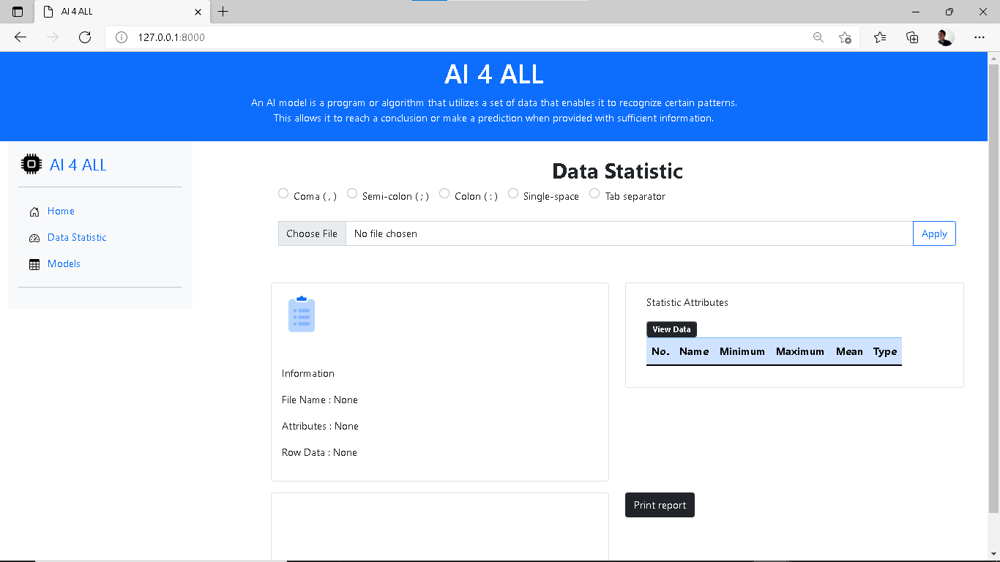 AI 4 ALL
127.0.0.1:8000
AI 4 ALL
An AI model is a program or algorithm that utilizes a set of data that enables it to recognize certain patterns.
This allows it to reach a conclusion or make a prediction when provided with sufficient information.
AI 4 ALL
Home
Data Statistic
Models
Data Statistic
Coma ( , ) Semi-colon ( ; ) Colon ( : ) Single-space Tab separator
Choose File No file chosen Apply
Information
File Name : None
Attributes : None
Row Data : None
Statistic Attributes
View Data
No. Name Minimum Maximum Mean Type
Print report